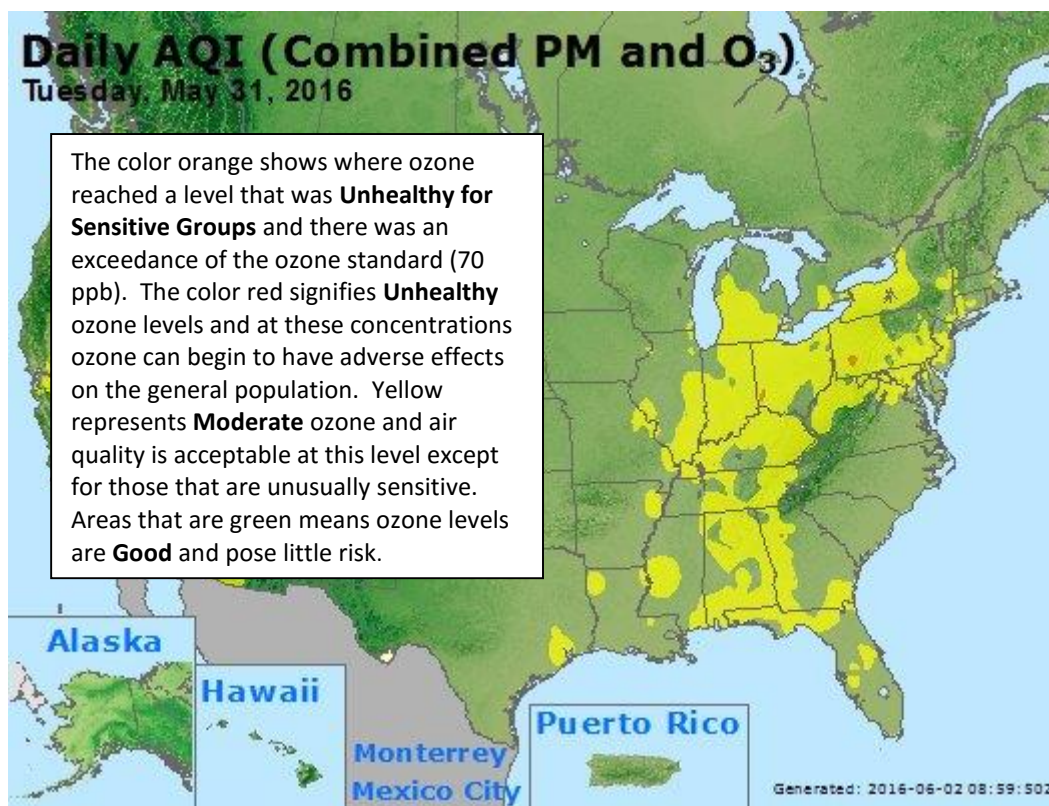 Daily AQI (Combined PM and O₃)
Tuesday, May 31, 2016
The color orange shows where ozone
reached a level that was Unhealthy for
Sensitive Groups and there was an
exceedance of the ozone standard (70
ppb).  The color red signifies Unhealthy
ozone levels and at these concentrations
ozone can begin to have adverse effects
on the general population.  Yellow
represents Moderate ozone and air
quality is acceptable at this level except
for those that are unusually sensitive.
Areas that are green means ozone levels
are Good and pose little risk.
Alaska
Hawaii
Monterrey
Mexico City
Puerto Rico
Generated: 2016-06-02 08:59:50Z